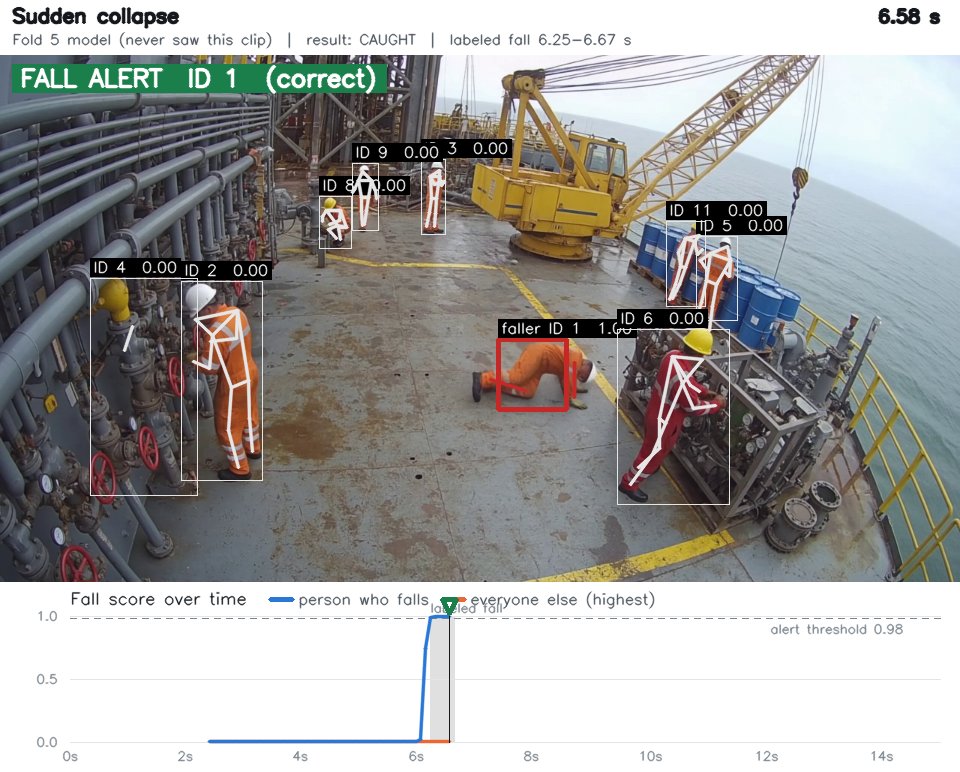 Sudden collapse 6.58 s
Fold 5 model (never saw this clip) | result: CAUGHT | labeled fall 6.25–6.67 s
FALL ALERT ID 1 (correct)
ID 9 0.00 3 0.00
ID 8 0.00
ID 11 0.00
ID 5 0.00
ID 4 0.00 ID 2 0.00
faller ID 1 1.00 ID 6 0.00
Fall score over time person who falls everyone else (highest)
labeled fall
1.0
alert threshold 0.98
0.5
0.0
0s 2s 4s 6s 8s 10s 12s 14s